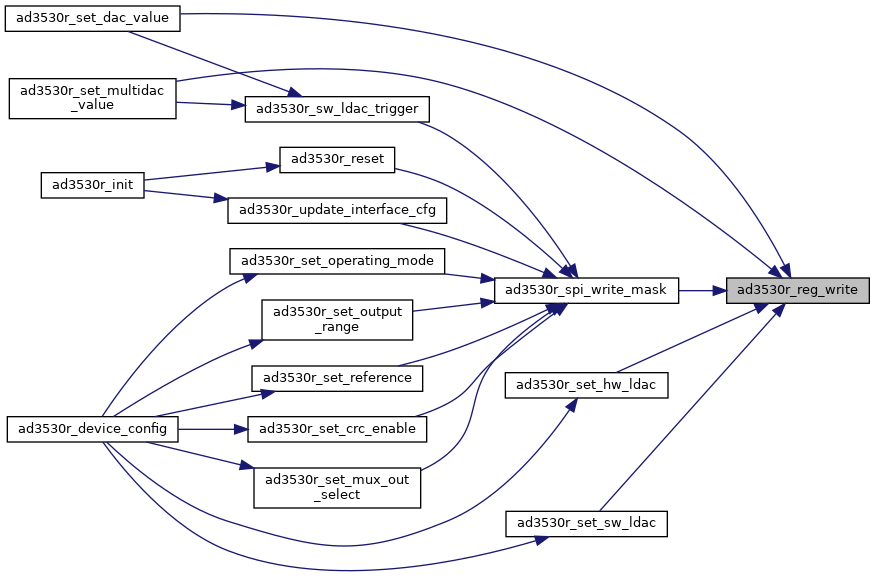 ad3530r_set_dac_value
ad3530r_set_multidac
_value
ad3530r_sw_ldac_trigger
ad3530r_reset
ad3530r_init
ad3530r_update_interface_cfg
ad3530r_set_operating_mode
ad3530r_spi_write_mask
ad3530r_reg_write
ad3530r_set_output
_range
ad3530r_set_reference
ad3530r_set_hw_ldac
ad3530r_device_config
ad3530r_set_crc_enable
ad3530r_set_mux_out
_select
ad3530r_set_sw_ldac